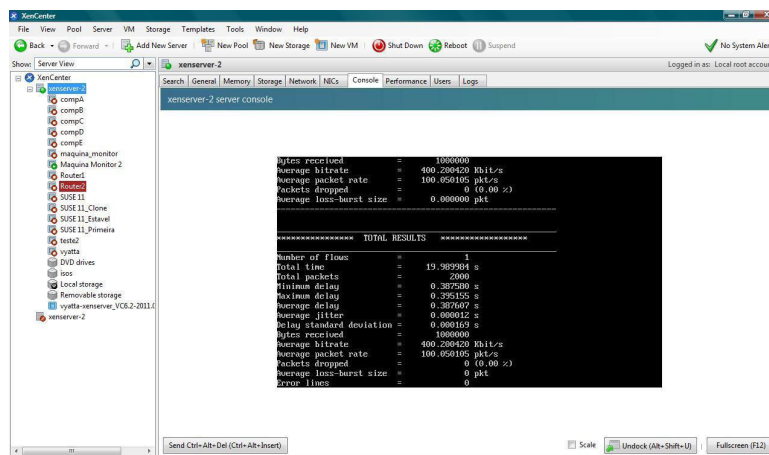 XenCenter
File View Pool Server VM Storage Templates Tools Window Help
Back Forward Add New Server New Pool New Storage New VM Shut Down Reboot Suspend No System Aler
Show: Server View xenserver-2 Logged in as: Local root accoun
XenCenter
xenserver-2
compA
compB
compC
compD
compE
maquina_monitor
Maquina Monitor 2
Router1
Router2
SUSE 11
SUSE 11_Clone
SUSE 11_Estavel
SUSE 11_Primeira
teste2
vyatta
DVD drives
isos
Local storage
Removable storage
vyatta-xenserver_VC6.2-2011.0
xenserver-2
Search General Memory Storage Network NICs Console Performance Users Logs
xenserver-2 server console
Bytes received = 1000000
Average bitrate = 400.200420 Kbit/s
Average packet rate = 100.050105 pkt/s
Packets dropped = 0 (0.00 %)
Average loss-burst size = 0.000000 pkt
**************** TOTAL RESULTS ******************
Number of flows = 1
Total time = 19.989984 s
Total packets = 2000
Minimum delay = 0.387580 s
Maximum delay = 0.395155 s
Average delay = 0.387607 s
Average jitter = 0.000012 s
Delay standard deviation = 0.000169 s
Bytes received = 1000000
Average bitrate = 400.200420 Kbit/s
Average packet rate = 100.050105 pkt/s
Packets dropped = 0 (0.00 %)
Average loss-burst size = 0 pkt
Error lines = 0
Send Ctrl+Alt+Del (Ctrl+Alt+Insert) Scale Undock (Alt+Shift+U) Fullscreen (F12)